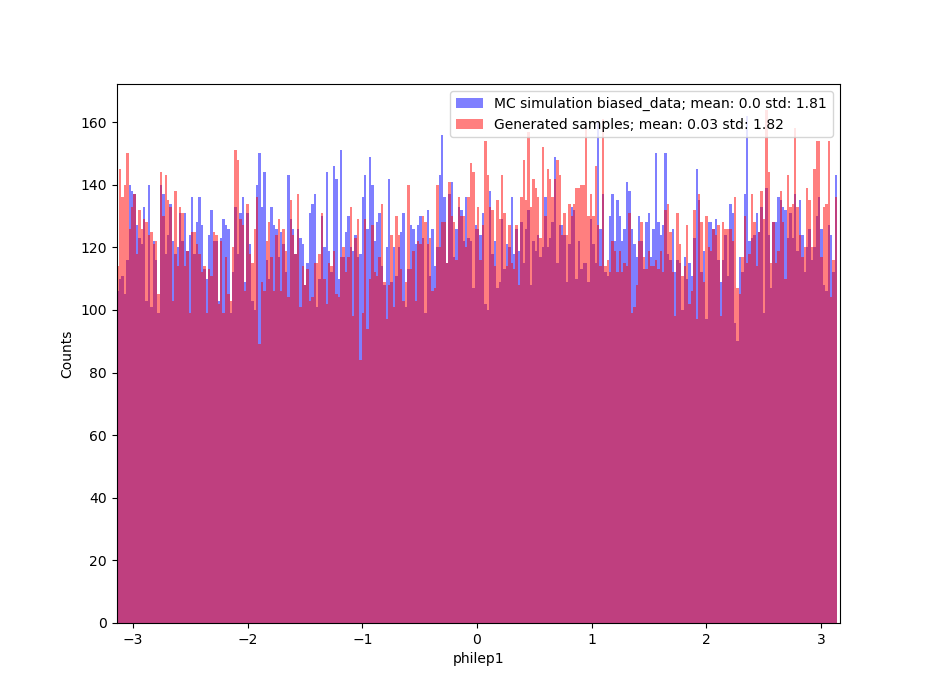 MC simulation biased_data; mean: 0.0 std: 1.81
Generated samples; mean: 0.03 std: 1.82
160
140
120
100
80
60
40
20
0
Counts
−3 −2 −1 0 1 2 3
philep1